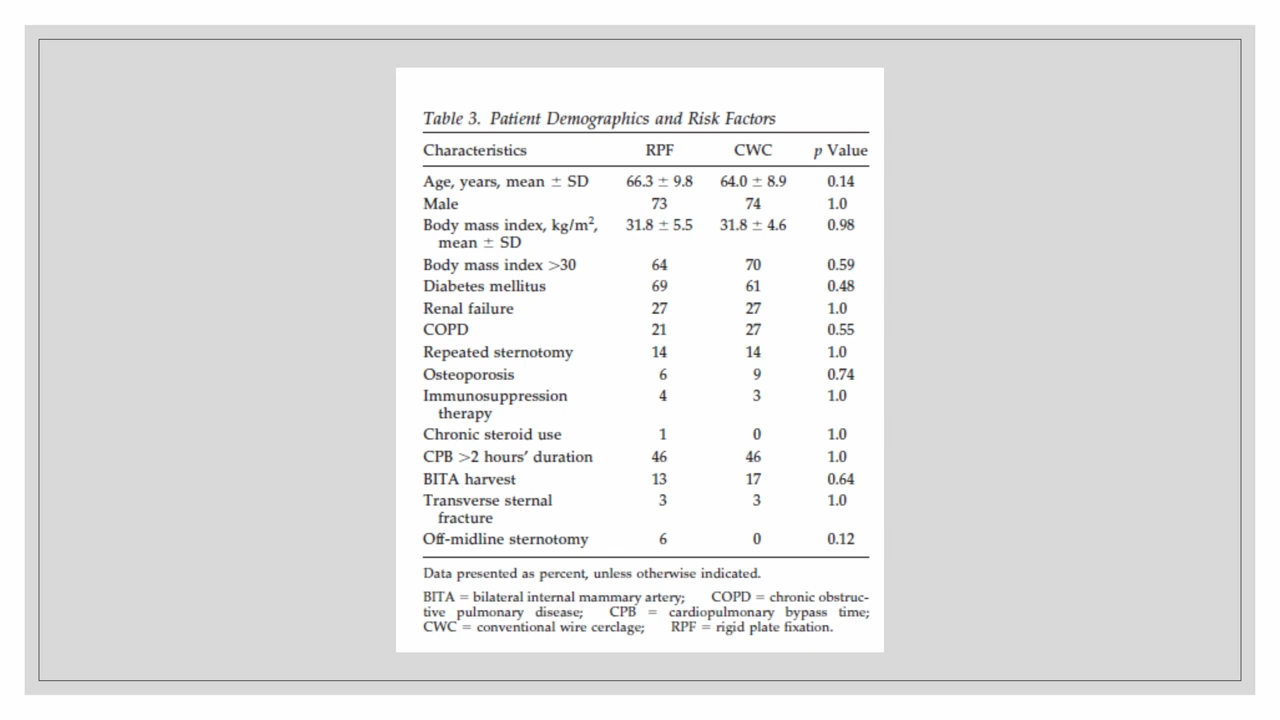 Table 3. Patient Demographics and Risk Factors
Characteristics RPF CWC p Value
Age, years, mean ± SD 66.3 ± 9.8 64.0 ± 8.9 0.14
Male 73 74 1.0
Body mass index, kg/m², 31.8 ± 5.5 31.8 ± 4.6 0.98
mean ± SD
Body mass index >30 64 70 0.59
Diabetes mellitus 69 61 0.48
Renal failure 27 27 1.0
COPD 21 27 0.55
Repeated sternotomy 14 14 1.0
Osteoporosis 6 9 0.74
Immunosuppression 4 3 1.0
therapy
Chronic steroid use 1 0 1.0
CPB >2 hours’ duration 46 46 1.0
BITA harvest 13 17 0.64
Transverse sternal 3 3 1.0
fracture
Off-midline sternotomy 6 0 0.12
Data presented as percent, unless otherwise indicated.
BITA = bilateral internal mammary artery; COPD = chronic obstruc-
tive pulmonary disease; CPB = cardiopulmonary bypass time;
CWC = conventional wire cerclage; RPF = rigid plate fixation.